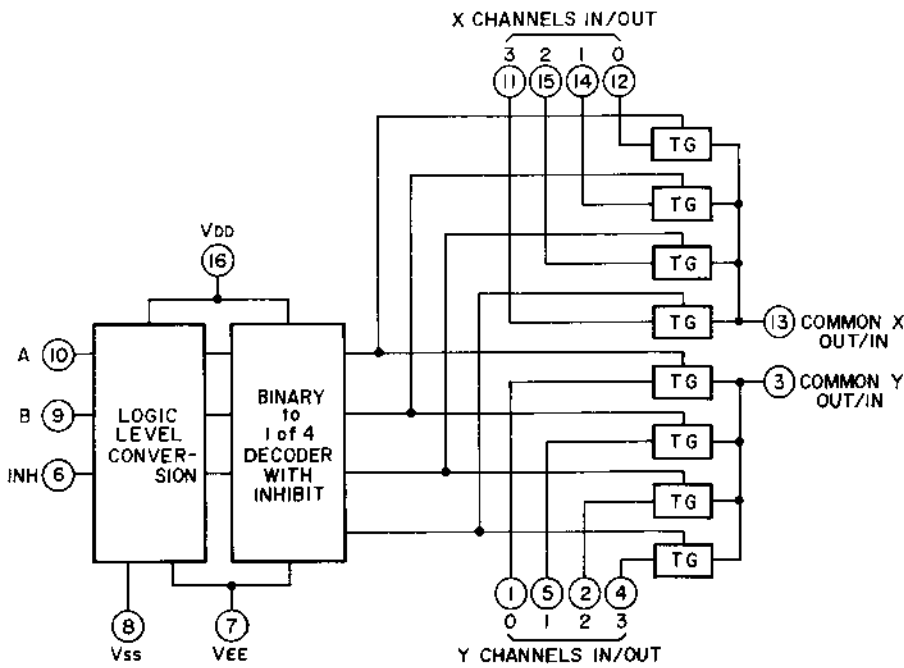 X CHANNELS IN/OUT
3 2 1 0
11 15 14 12
TG
TG
TG
TG
13 COMMON X
OUT/IN
VDD
16
A 10
B 9
INH 6
LOGIC
LEVEL
CONVER-
SION
BINARY
to
1 of 4
DECODER
WITH
INHIBIT
TG
3 COMMON Y
OUT/IN
TG
TG
TG
8
VSS
7
VEE
1 5 2 4
0 1 2 3
Y CHANNELS IN/OUT